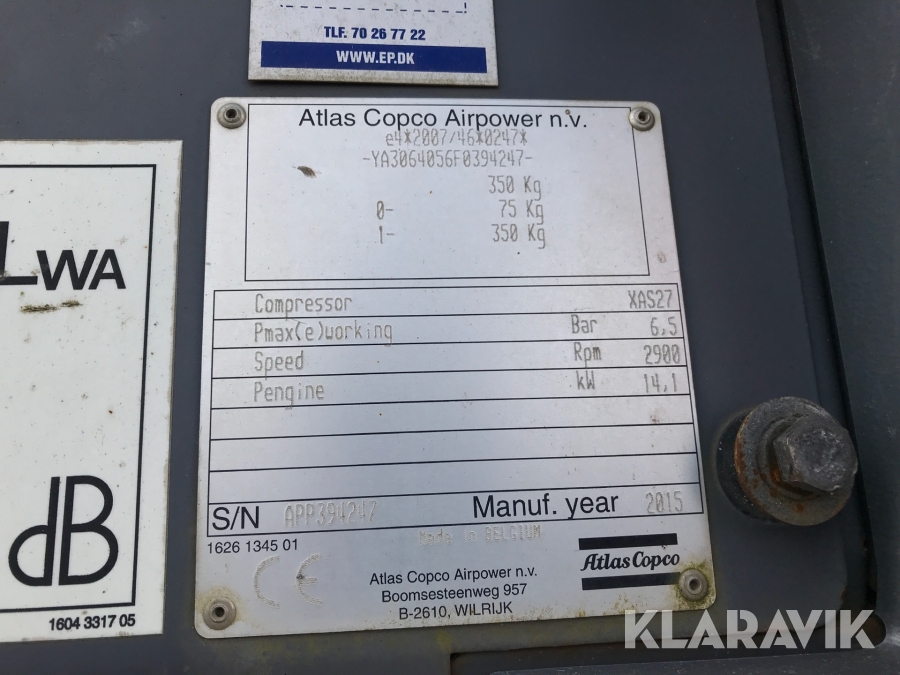 TLF. 70 26 77 22
WWW.EP.DK
Atlas Copco Airpower n.v.
e4*2007/46*0247*
-YA3064056F0394247-
350 Kg
0- 75 Kg
1- 350 Kg
Compressor XAS27
Pmax(e)working Bar 6,5
Speed Rpm 2900
Pengine kW 14,1
S/N APP394247 Manuf. year 2015
Made in BELGIUM
1626 1345 01
CE
Atlas Copco Airpower n.v.
Boomsesteenweg 957
B-2610, WILRIJK
Atlas Copco
LWA
dB
1604 3317 05
KLARAVIK